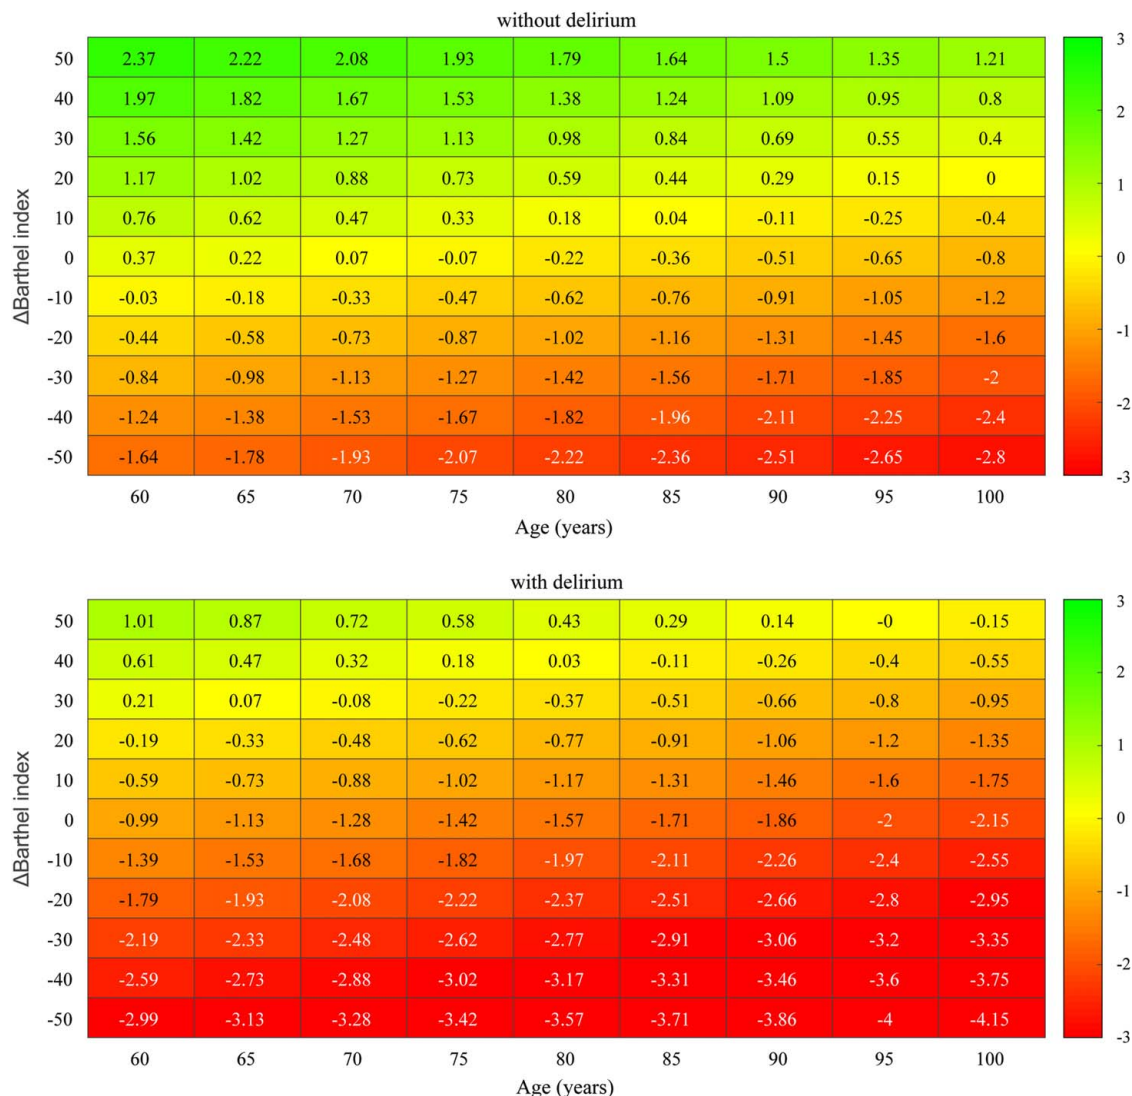 without delirium
50 2.37 2.22 2.08 1.93 1.79 1.64 1.5 1.35 1.21 3
40 1.97 1.82 1.67 1.53 1.38 1.24 1.09 0.95 0.8 2
30 1.56 1.42 1.27 1.13 0.98 0.84 0.69 0.55 0.4
20 1.17 1.02 0.88 0.73 0.59 0.44 0.29 0.15 0 1
10 0.76 0.62 0.47 0.33 0.18 0.04 -0.11 -0.25 -0.4
0 0.37 0.22 0.07 -0.07 -0.22 -0.36 -0.51 -0.65 -0.8 0
-10 -0.03 -0.18 -0.33 -0.47 -0.62 -0.76 -0.91 -1.05 -1.2
-20 -0.44 -0.58 -0.73 -0.87 -1.02 -1.16 -1.31 -1.45 -1.6 -1
-30 -0.84 -0.98 -1.13 -1.27 -1.42 -1.56 -1.71 -1.85 -2
-40 -1.24 -1.38 -1.53 -1.67 -1.82 -1.96 -2.11 -2.25 -2.4 -2
-50 -1.64 -1.78 -1.93 -2.07 -2.22 -2.36 -2.51 -2.65 -2.8 -3
ΔBarthel index
60 65 70 75 80 85 90 95 100
Age (years)
with delirium
50 1.01 0.87 0.72 0.58 0.43 0.29 0.14 -0 -0.15 3
40 0.61 0.47 0.32 0.18 0.03 -0.11 -0.26 -0.4 -0.55 2
30 0.21 0.07 -0.08 -0.22 -0.37 -0.51 -0.66 -0.8 -0.95
20 -0.19 -0.33 -0.48 -0.62 -0.77 -0.91 -1.06 -1.2 -1.35 1
10 -0.59 -0.73 -0.88 -1.02 -1.17 -1.31 -1.46 -1.6 -1.75
0 -0.99 -1.13 -1.28 -1.42 -1.57 -1.71 -1.86 -2 -2.15 0
-10 -1.39 -1.53 -1.68 -1.82 -1.97 -2.11 -2.26 -2.4 -2.55
-20 -1.79 -1.93 -2.08 -2.22 -2.37 -2.51 -2.66 -2.8 -2.95 -1
-30 -2.19 -2.33 -2.48 -2.62 -2.77 -2.91 -3.06 -3.2 -3.35
-40 -2.59 -2.73 -2.88 -3.02 -3.17 -3.31 -3.46 -3.6 -3.75 -2
-50 -2.99 -3.13 -3.28 -3.42 -3.57 -3.71 -3.86 -4 -4.15 -3
ΔBarthel index
60 65 70 75 80 85 90 95 100
Age (years)